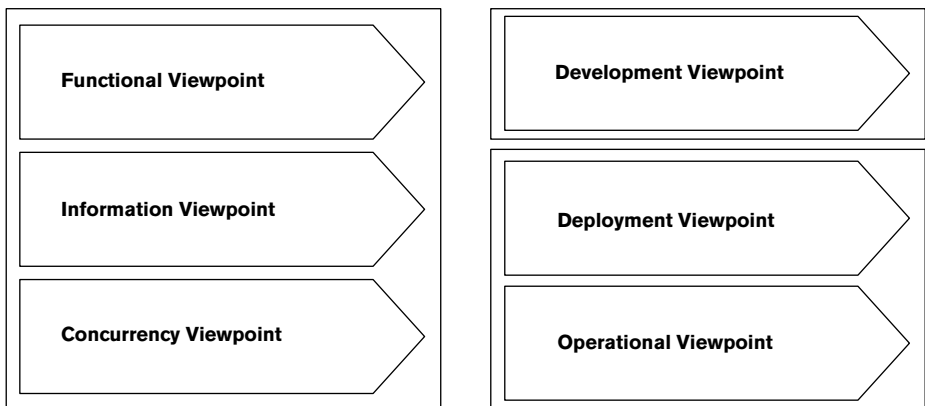 Functional Viewpoint
Information Viewpoint
Concurrency Viewpoint
Development Viewpoint
Deployment Viewpoint
Operational Viewpoint